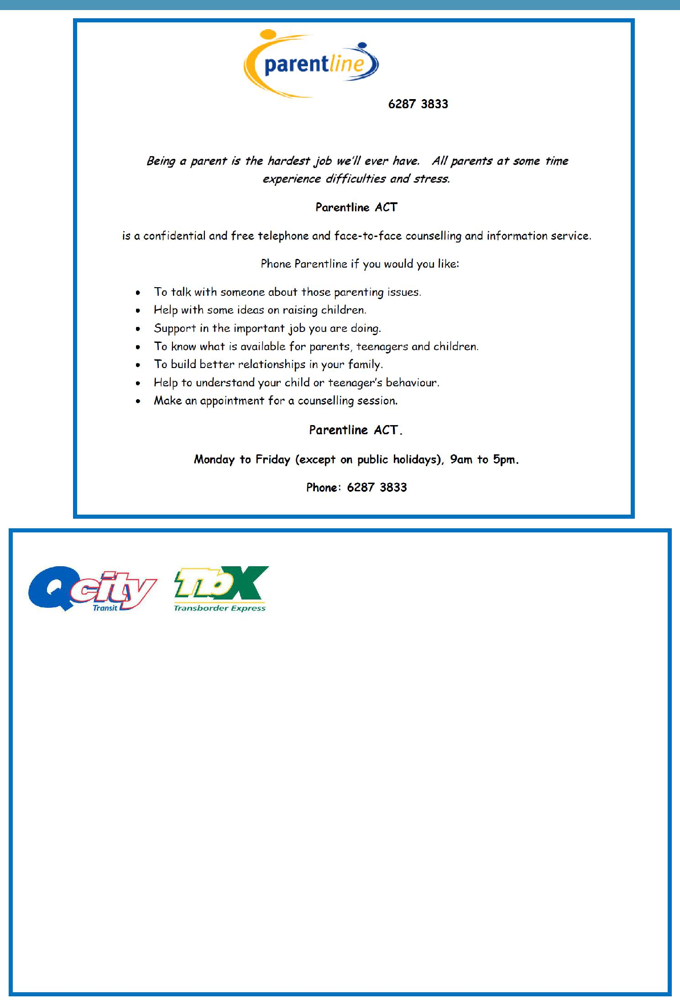 parentline
6287 3833
Being a parent is the hardest job we'll ever have. All parents at some time
experience difficulties and stress.
Parentline ACT
is a confidential and free telephone and face-to-face counselling and information service.
Phone Parentline if you would you like:
• To talk with someone about those parenting issues.
• Help with some ideas on raising children.
• Support in the important job you are doing.
• To know what is available for parents, teenagers and children.
• To build better relationships in your family.
• Help to understand your child or teenager's behaviour.
• Make an appointment for a counselling session.
Parentline ACT.
Monday to Friday (except on public holidays), 9am to 5pm.
Phone: 6287 3833
Qcity
Transit
TbX
Transborder Express